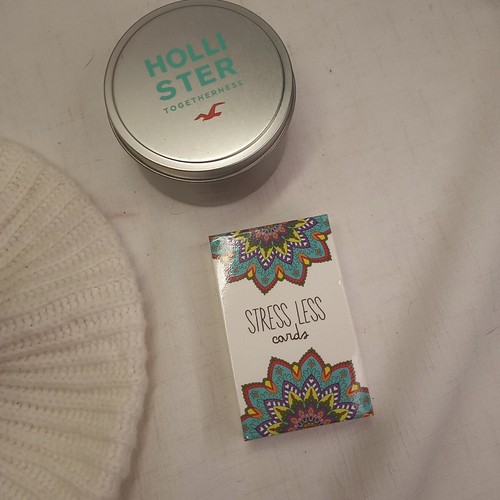 HOLLI
STER
TOGETHERNESS
STRESS LESS
cards